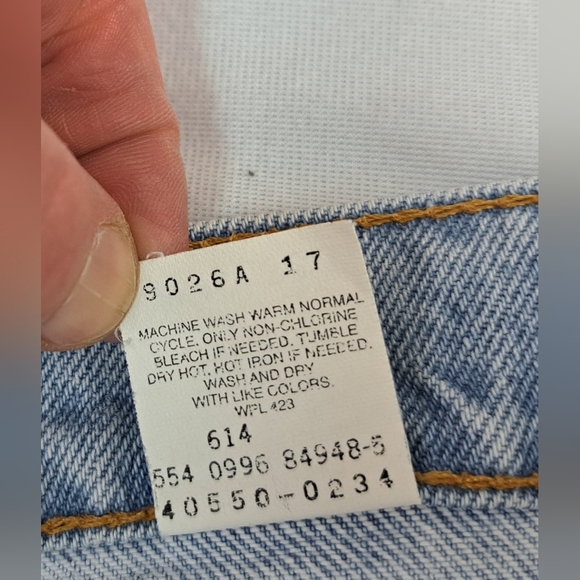 9026A 17
MACHINE WASH WARM NORMAL
CYCLE. ONLY NON-CHLORINE
BLEACH IF NEEDED. TUMBLE
DRY HOT. HOT IRON IF NEEDED.
WASH AND DRY
WITH LIKE COLORS.
WPL 423
614
554 0996 84948-5
40550-0234